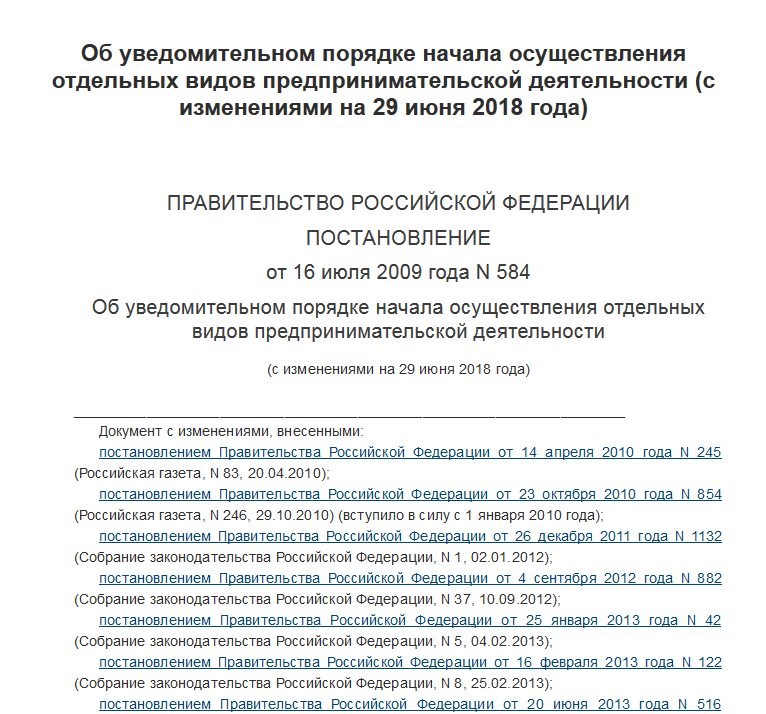 Об уведомительном порядке начала осуществления
отдельных видов предпринимательской деятельности (с
изменениями на 29 июня 2018 года)
ПРАВИТЕЛЬСТВО РОССИЙСКОЙ ФЕДЕРАЦИИ
ПОСТАНОВЛЕНИЕ
от 16 июля 2009 года N 584
Об уведомительном порядке начала осуществления отдельных
видов предпринимательской деятельности
(с изменениями на 29 июня 2018 года)
Документ с изменениями, внесенными:
постановлением Правительства Российской Федерации от 14 апреля 2010 года N 245
(Российская газета, N 83, 20.04.2010);
постановлением Правительства Российской Федерации от 23 октября 2010 года N 854
(Российская газета, N 246, 29.10.2010) (вступило в силу с 1 января 2010 года);
постановлением Правительства Российской Федерации от 26 декабря 2011 года N 1132
(Собрание законодательства Российской Федерации, N 1, 02.01.2012);
постановлением Правительства Российской Федерации от 4 сентября 2012 года N 882
(Собрание законодательства Российской Федерации, N 37, 10.09.2012);
постановлением Правительства Российской Федерации от 25 января 2013 года N 42
(Собрание законодательства Российской Федерации, N 5, 04.02.2013);
постановлением Правительства Российской Федерации от 16 февраля 2013 года N 122
(Собрание законодательства Российской Федерации, N 8, 25.02.2013);
постановлением Правительства Российской Федерации от 20 июня 2013 года N 516